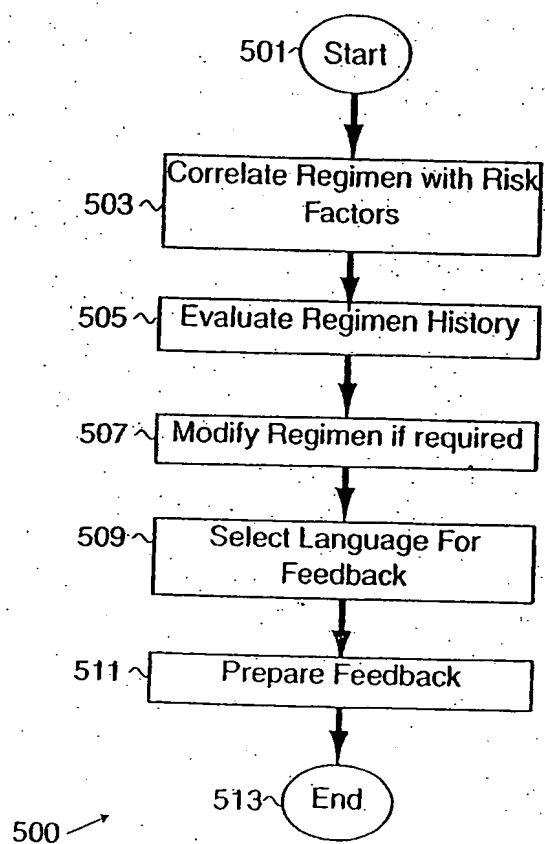 501 Start
Correlate Regimen with Risk
503 Factors
505 Evaluate Regimen History
507 Modify Regimen if required
509 Select Language For
Feedback
511 Prepare Feedback
513 End
500